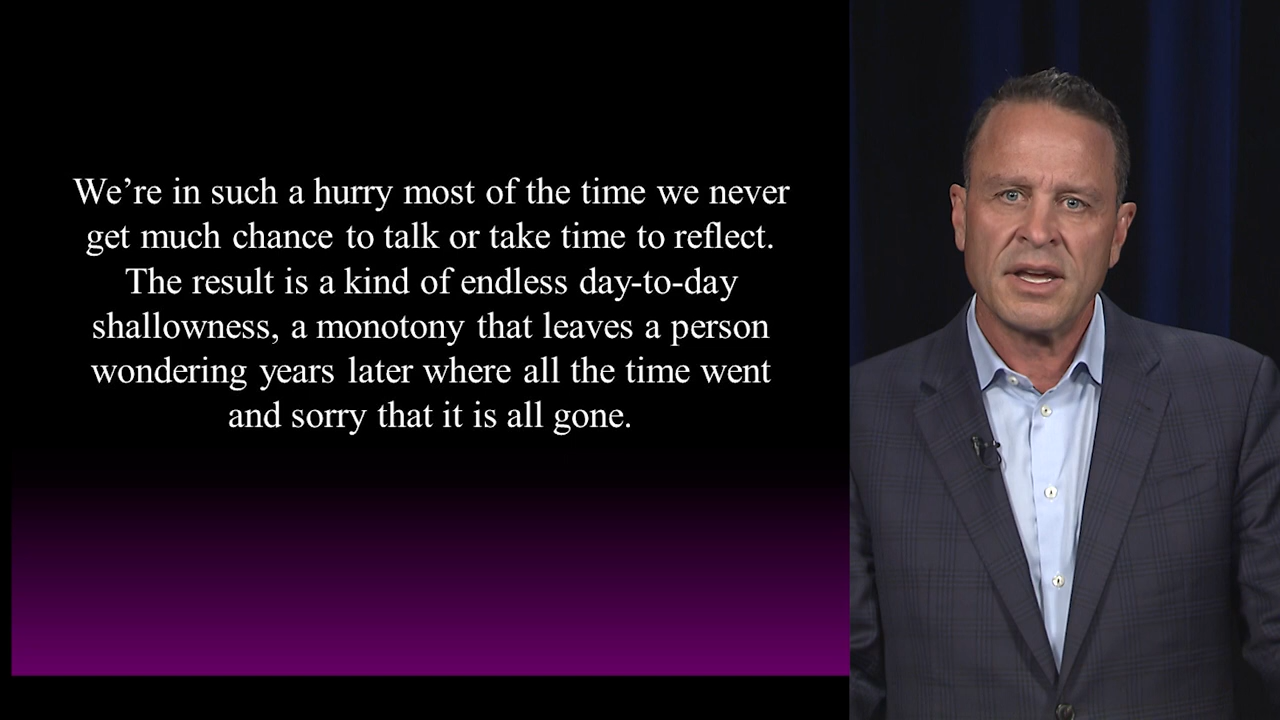 We’re in such a hurry most of the time we never
get much chance to talk or take time to reflect.
The result is a kind of endless day-to-day
shallowness, a monotony that leaves a person
wondering years later where all the time went
and sorry that it is all gone.